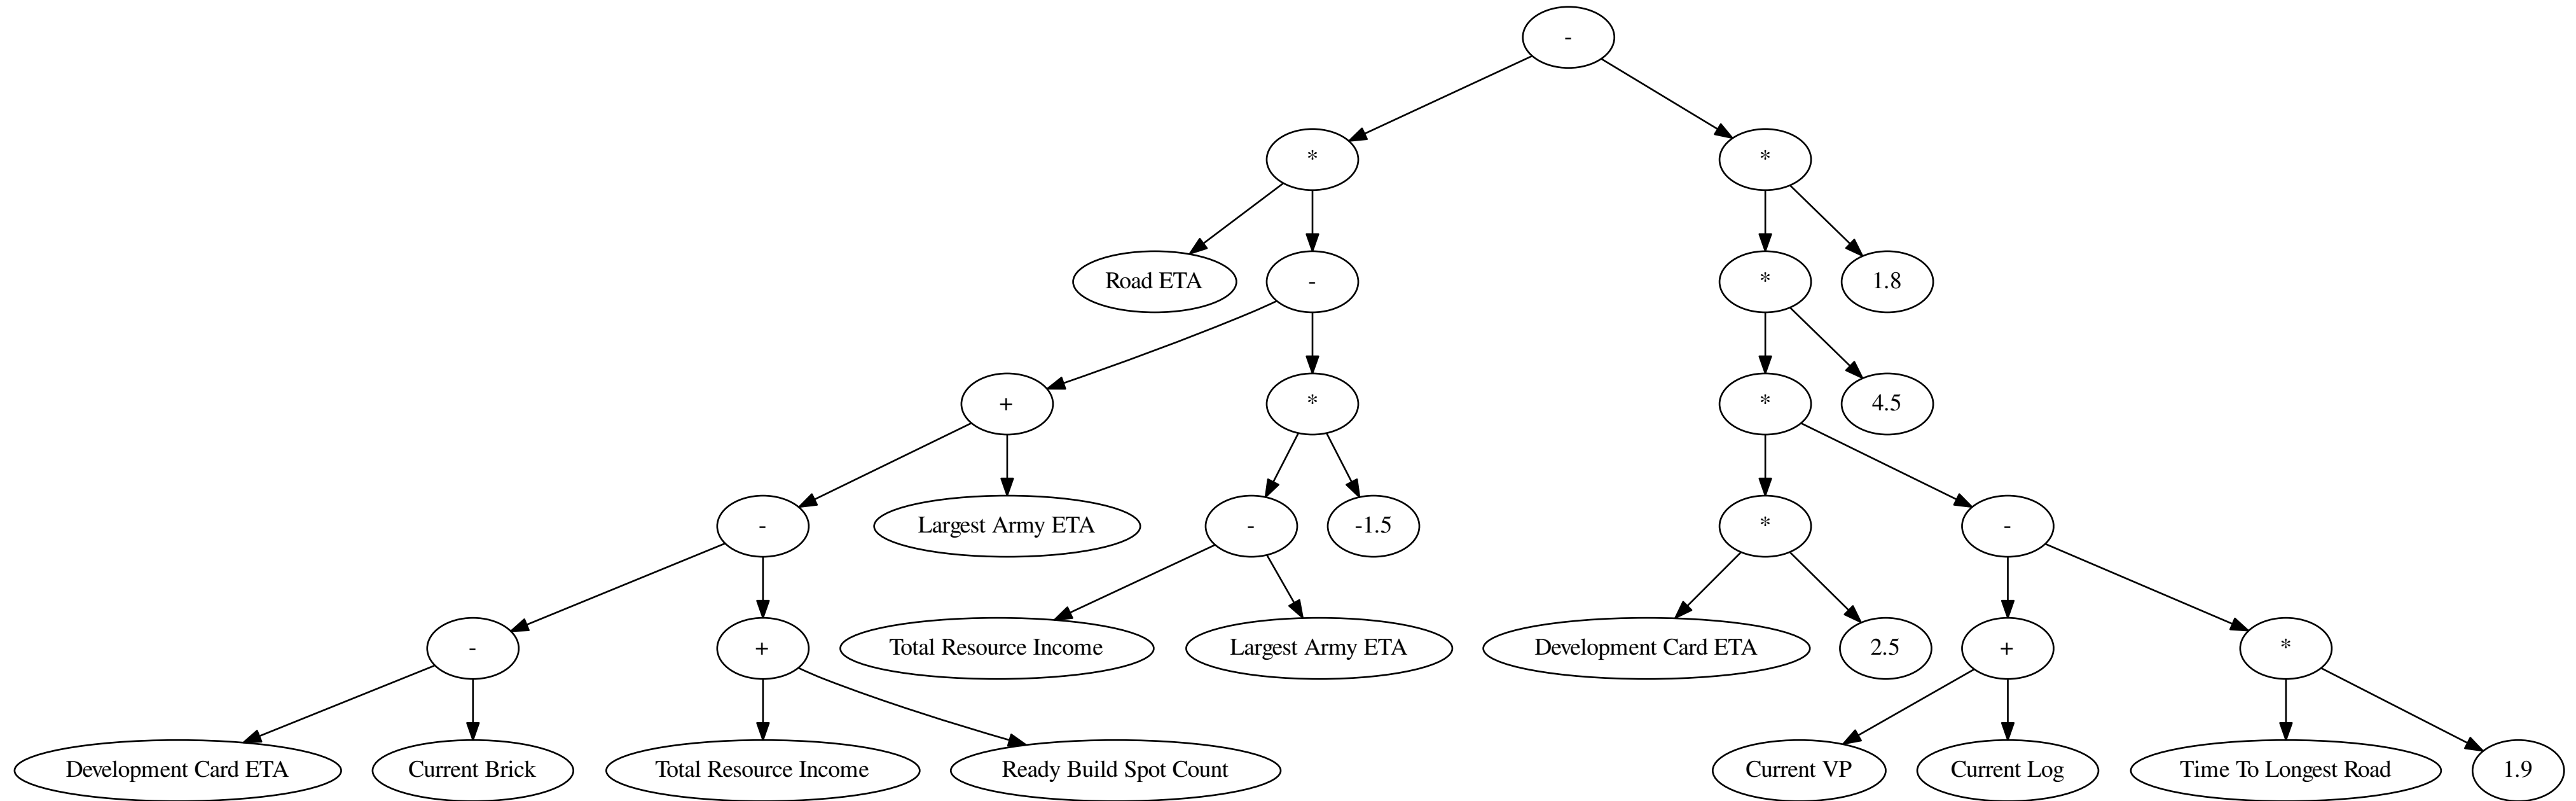 -
*
*
Road ETA
-
*
1.8
+
*
*
4.5
-
Largest Army ETA
-
-1.5
*
-
-
+
Total Resource Income
Largest Army ETA
Development Card ETA
2.5
+
*
Development Card ETA
Current Brick
Total Resource Income
Ready Build Spot Count
Current VP
Current Log
Time To Longest Road
1.9